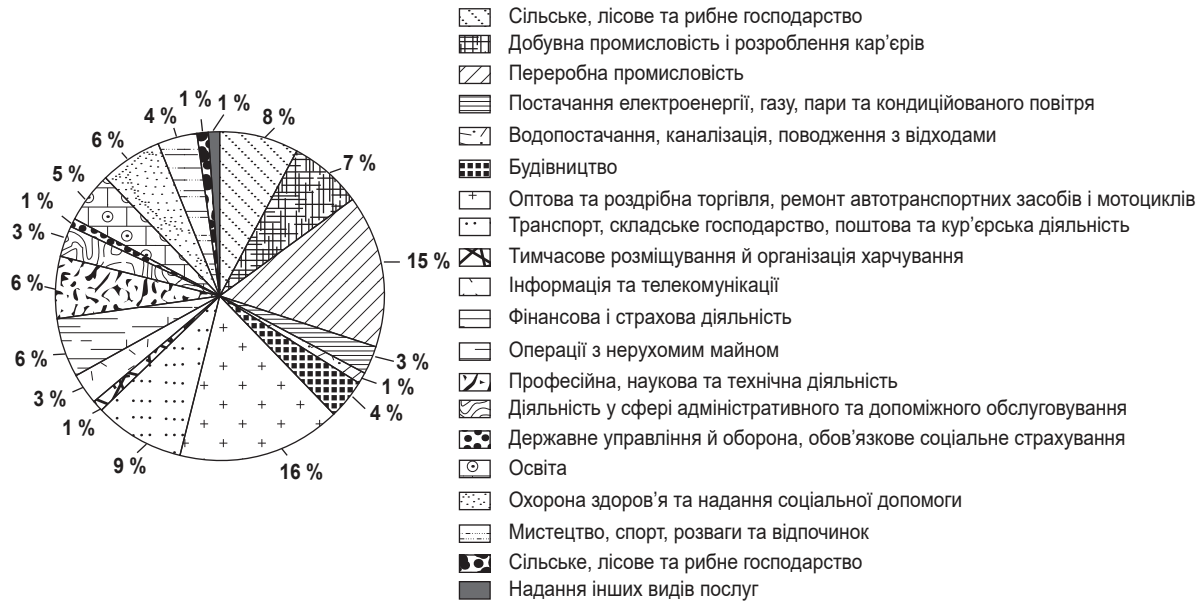 1 %
1 %
8 %
7 %
15 %
3 %
1 %
4 %
16 %
9 %
1 %
3 %
6 %
6 %
3 %
1 %
5 %
6 %
4 %
Сільське, лісове та рибне господарство
Добувна промисловість і розроблення кар’єрів
Переробна промисловість
Постачання електроенергії, газу, пари та кондиційованого повітря
Водопостачання, каналізація, поводження з відходами
Будівництво
Оптова та роздрібна торгівля, ремонт автотранспортних засобів і мотоциклів
Транспорт, складське господарство, поштова та кур’єрська діяльність
Тимчасове розміщування й організація харчування
Інформація та телекомунікації
Фінансова і страхова діяльність
Операції з нерухомим майном
Професійна, наукова та технічна діяльність
Діяльність у сфері адміністративного та допоміжного обслуговування
Державне управління й оборона, обов’язкове соціальне страхування
Освіта
Охорона здоров’я та надання соціальної допомоги
Мистецтво, спорт, розваги та відпочинок
Сільське, лісове та рибне господарство
Надання інших видів послуг